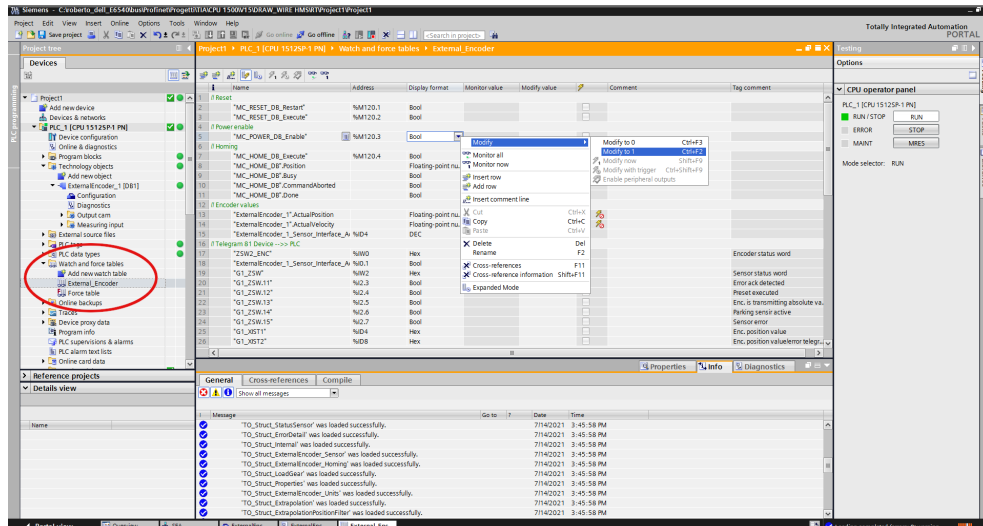 Siemens - C:\roberto_dell_E6540\bus\Profinet\Progetti\TIA\CPU 1500\V15\DRAW_WIRE HMS\RT\Project1\Project1
Project Edit View Insert Online Options Tools Window Help
Totally Integrated Automation
PORTAL
Save project Go online Go offline <Search in project>
Project tree
Project1 PLC_1 [CPU 1512SP-1 PN] Watch and force tables External_Encoder
Testing
Devices
Options
PLC programming
i Name Address Display format Monitor value Modify value Comment Tag comment
CPU operator panel
PLC_1 [CPU 1512SP-1 PN]
RUN / STOP RUN
ERROR STOP
MAINT MRES
Mode selector: RUN
Project1
Add new device
Devices & Networks
PLC_1 [CPU 1512SP-1 PN]
Device configuration
Online & diagnostics
Program blocks
Technology objects
Add new object
ExternalEncoder_1 [DB1]
Configuration
Diagnostics
Output cam
Measuring input
External source files
PLC tags
PLC data types
Watch and force tables
Add new watch table
External_Encoder
Force table
Online backups
Traces
Device proxy data
Program info
PLC supervisions & alarms
PLC alarm text lists
Online card data
Reference projects
Details view
Name
1 // Reset
2 "MC_RESET_DB_Restart" %M120.1 Bool
3 "MC_RESET_DB_Execute" %M120.2 Bool
4 // Power enable
5 "MC_POWER_DB_Enable" %M120.3 Bool
6 // Homing
7 "MC_HOME_DB_Execute" %M120.4 Bool
8 "MC_HOME_DB".Position Floating-point nu..
9 "MC_HOME_DB".Busy Bool
10 "MC_HOME_DB".CommandAborted Bool
11 "MC_HOME_DB".Done Bool
12 // Encoder values
13 "ExternalEncoder_1".ActualPosition Floating-point nu..
14 "ExternalEncoder_1".ActualVelocity Floating-point nu..
15 "ExternalEncoder_1_Sensor_Interface_A %ID4 DEC
16 // Telegram 81 Device -->> PLC
17 "ZSW2_ENC" %IW0 Hex Encoder status word
18 "ExternalEncoder_1_Sensor_Interface_A %ID.1 Bool
19 "G1_ZSW" %IW2 Hex Sensor status word
20 "G1_ZSW.11" %I2.3 Bool Error ack detected
21 "G1_ZSW.12" %I2.4 Bool Preset executed
22 "G1_ZSW.13" %I2.5 Bool Enc. is transmitting absolute va..
23 "G1_ZSW.14" %I2.6 Bool Parking sensir active
24 "G1_ZSW.15" %I2.7 Bool Sensor error
25 "G1_XIST1" %ID4 Hex Enc, position value
26 "G1_XIST2" %ID8 Hex Enc, position value/error telegr..
Modify
Monitor all
Monitor now
Insert row
Add row
Insert comment line
Cut Ctrl+X
Copy Ctrl+C
Paste Ctrl+V
Delete Del
Rename F2
Cross-references F11
Cross-reference information Shift+F11
Expanded Mode
Modify to 0 Ctrl+F3
Modify to 1 Ctrl+F2
Modify now Shift+F9
Modify with trigger Ctrl+Shift+F9
Enable peripheral outputs
Properties Info Diagnostics
General Cross-references Compile
Show all messages
! Message Go to ? Date Time
'TO_Struct_StatusSensor' was loaded successfully. 7/14/2021 3:45:58 PM
'TO_Struct_ErrorDetail' was loaded successfully. 7/14/2021 3:45:58 PM
'TO_Struct_Internal' was loaded successfully. 7/14/2021 3:45:58 PM
'TO_Struct_ExternalEncoder_Sensor' was loaded successfully. 7/14/2021 3:45:58 PM
'TO_Struct_ExternalEncoder_Homing' was loaded successfully. 7/14/2021 3:45:58 PM
'TO_Struct_LoadGear' was loaded successfully. 7/14/2021 3:45:58 PM
'TO_Struct_Properties' was loaded successfully. 7/14/2021 3:45:58 PM
'TO_Struct_ExternalEncoder_Units' was loaded successfully. 7/14/2021 3:45:58 PM
'TO_Struct_Extrapolation' was loaded successfully. 7/14/2021 3:45:58 PM
'TO_Struct_ExtrapolationPositionFilter' was loaded successfully. 7/14/2021 3:45:58 PM